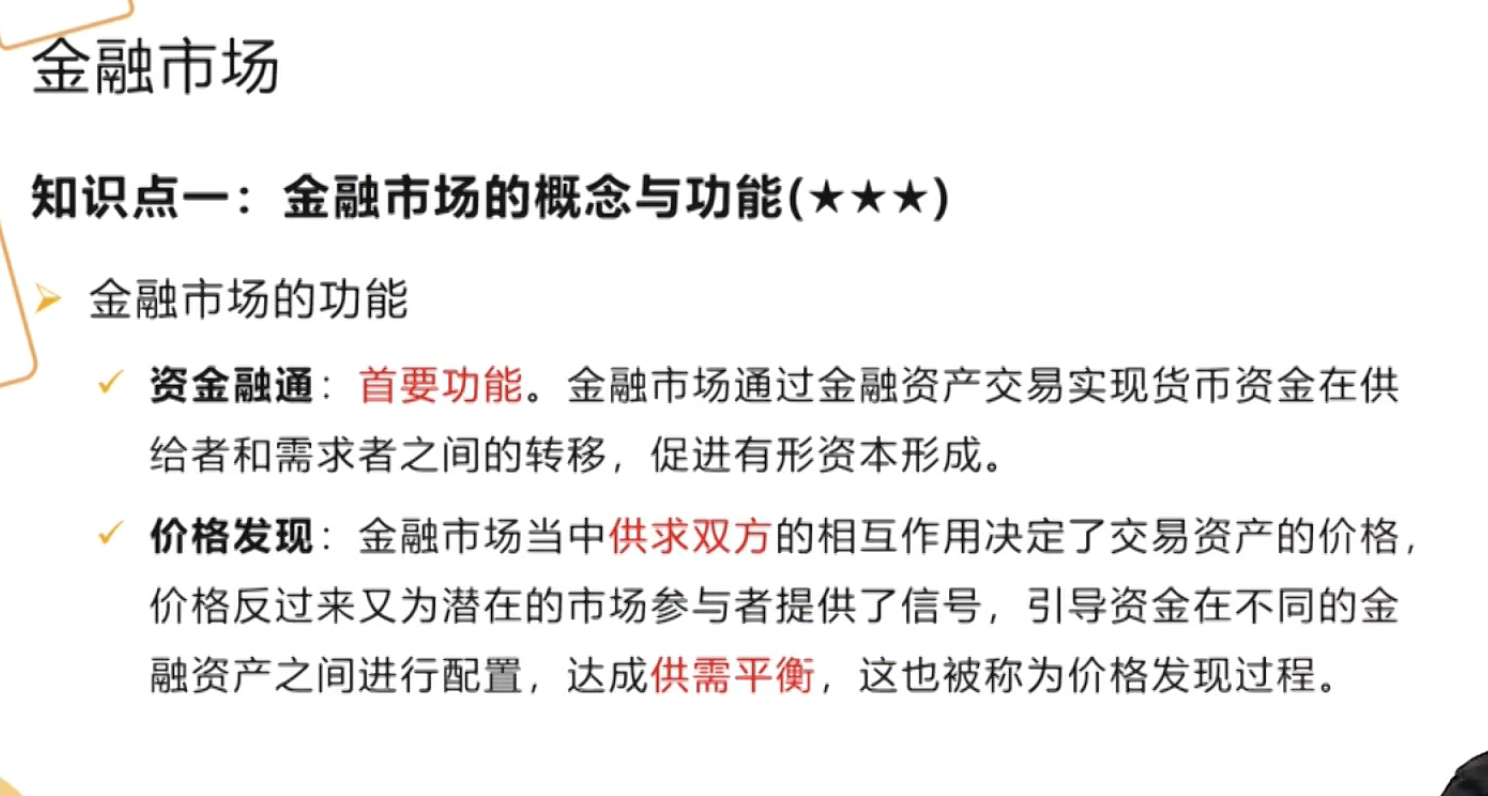 金融市场
知识点一：金融市场的概念与功能(★★★)
金融市场的功能
资金融通：首要功能。金融市场通过金融资产交易实现货币资金在供
给者和需求者之间的转移，促进有形资本形成。
价格发现：金融市场当中供求双方的相互作用决定了交易资产的价格，
价格反过来又为潜在的市场参与者提供了信号，引导资金在不同的金
融资产之间进行配置，达成供需平衡，这也被称为价格发现过程。